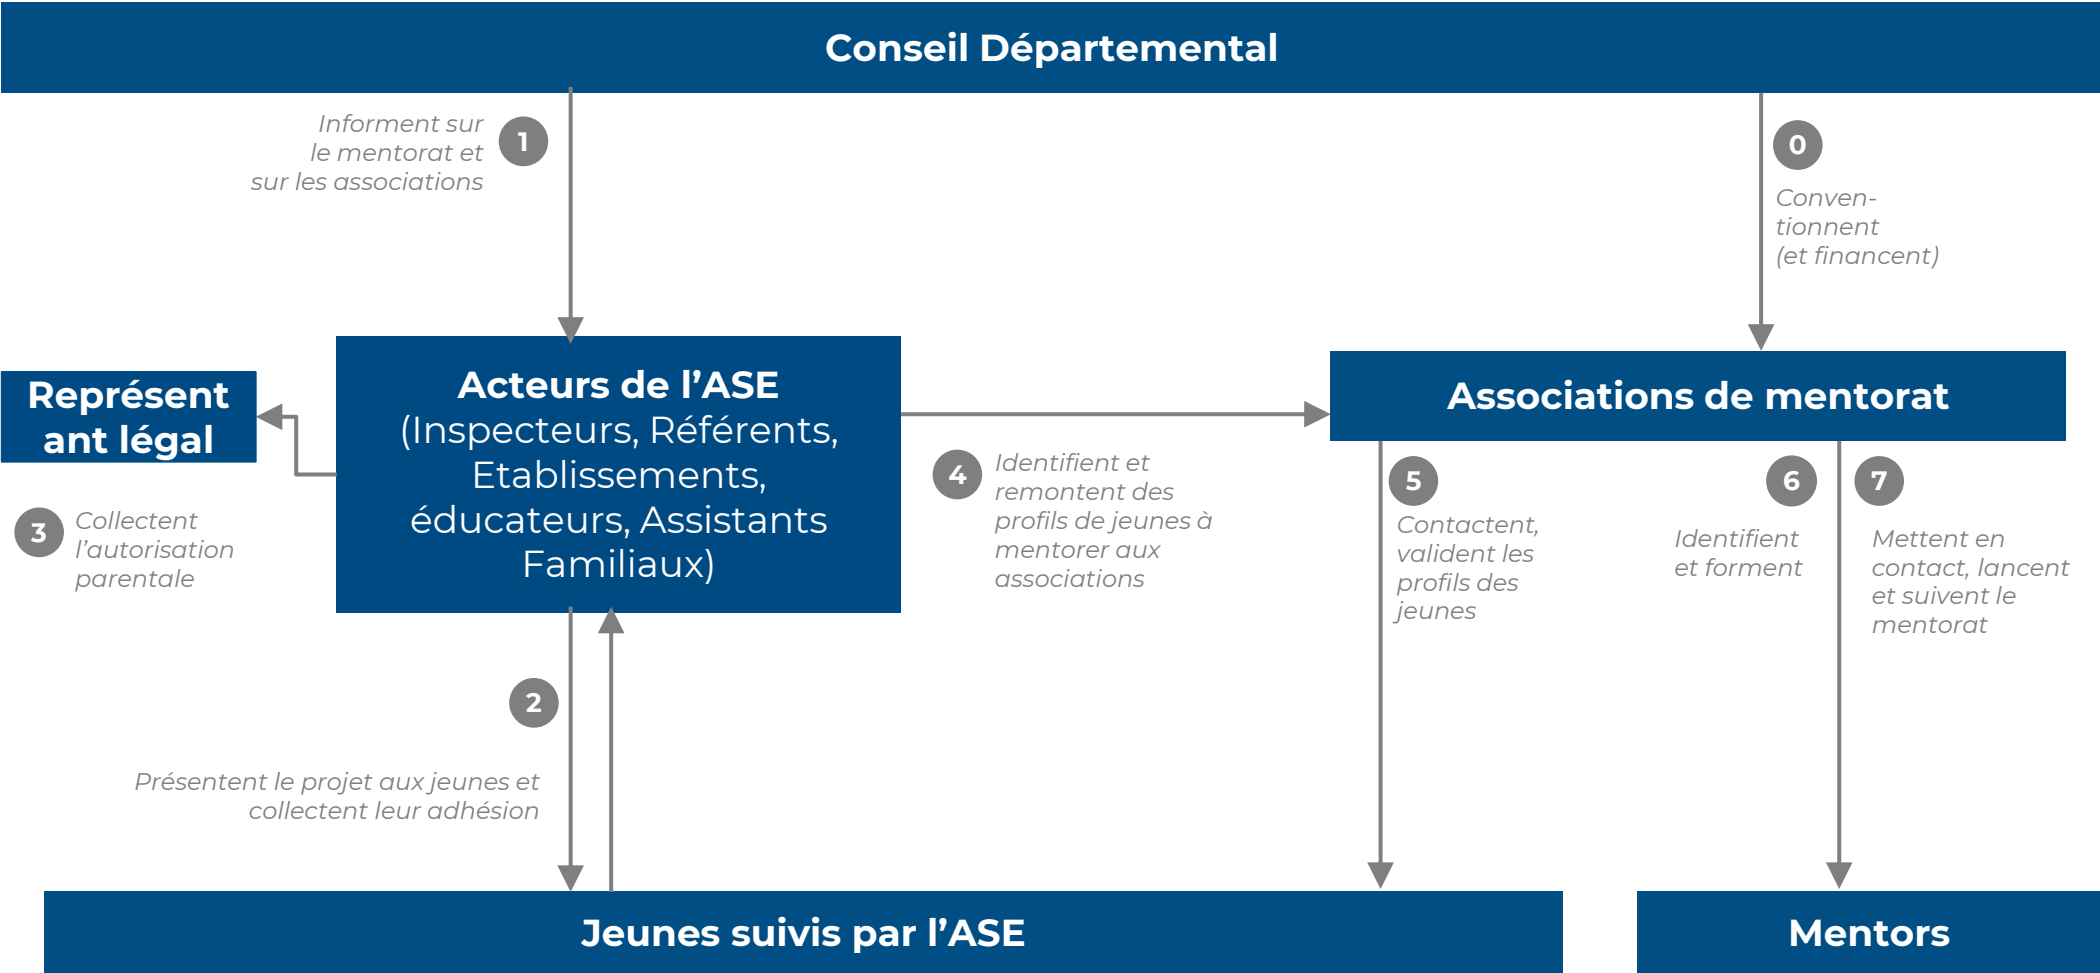 Conseil Départemental
1
Informent sur
le mentorat et
sur les associations
0
Conven-
tionnent
(et financent)
Représent
ant légal
Acteurs de l’ASE
(Inspecteurs, Référents,
Etablissements,
éducateurs, Assistants
Familiaux)
Associations de mentorat
3
Collectent
l’autorisation
parentale
4
Identifient et
remontent des
profils de jeunes à
mentorer aux
associations
5
Contactent,
valident les
profils des
jeunes
6
Identifient
et forment
7
Mettent en
contact, lancent
et suivent le
mentorat
2
Présentent le projet aux jeunes et
collectent leur adhésion
Jeunes suivis par l’ASE
Mentors